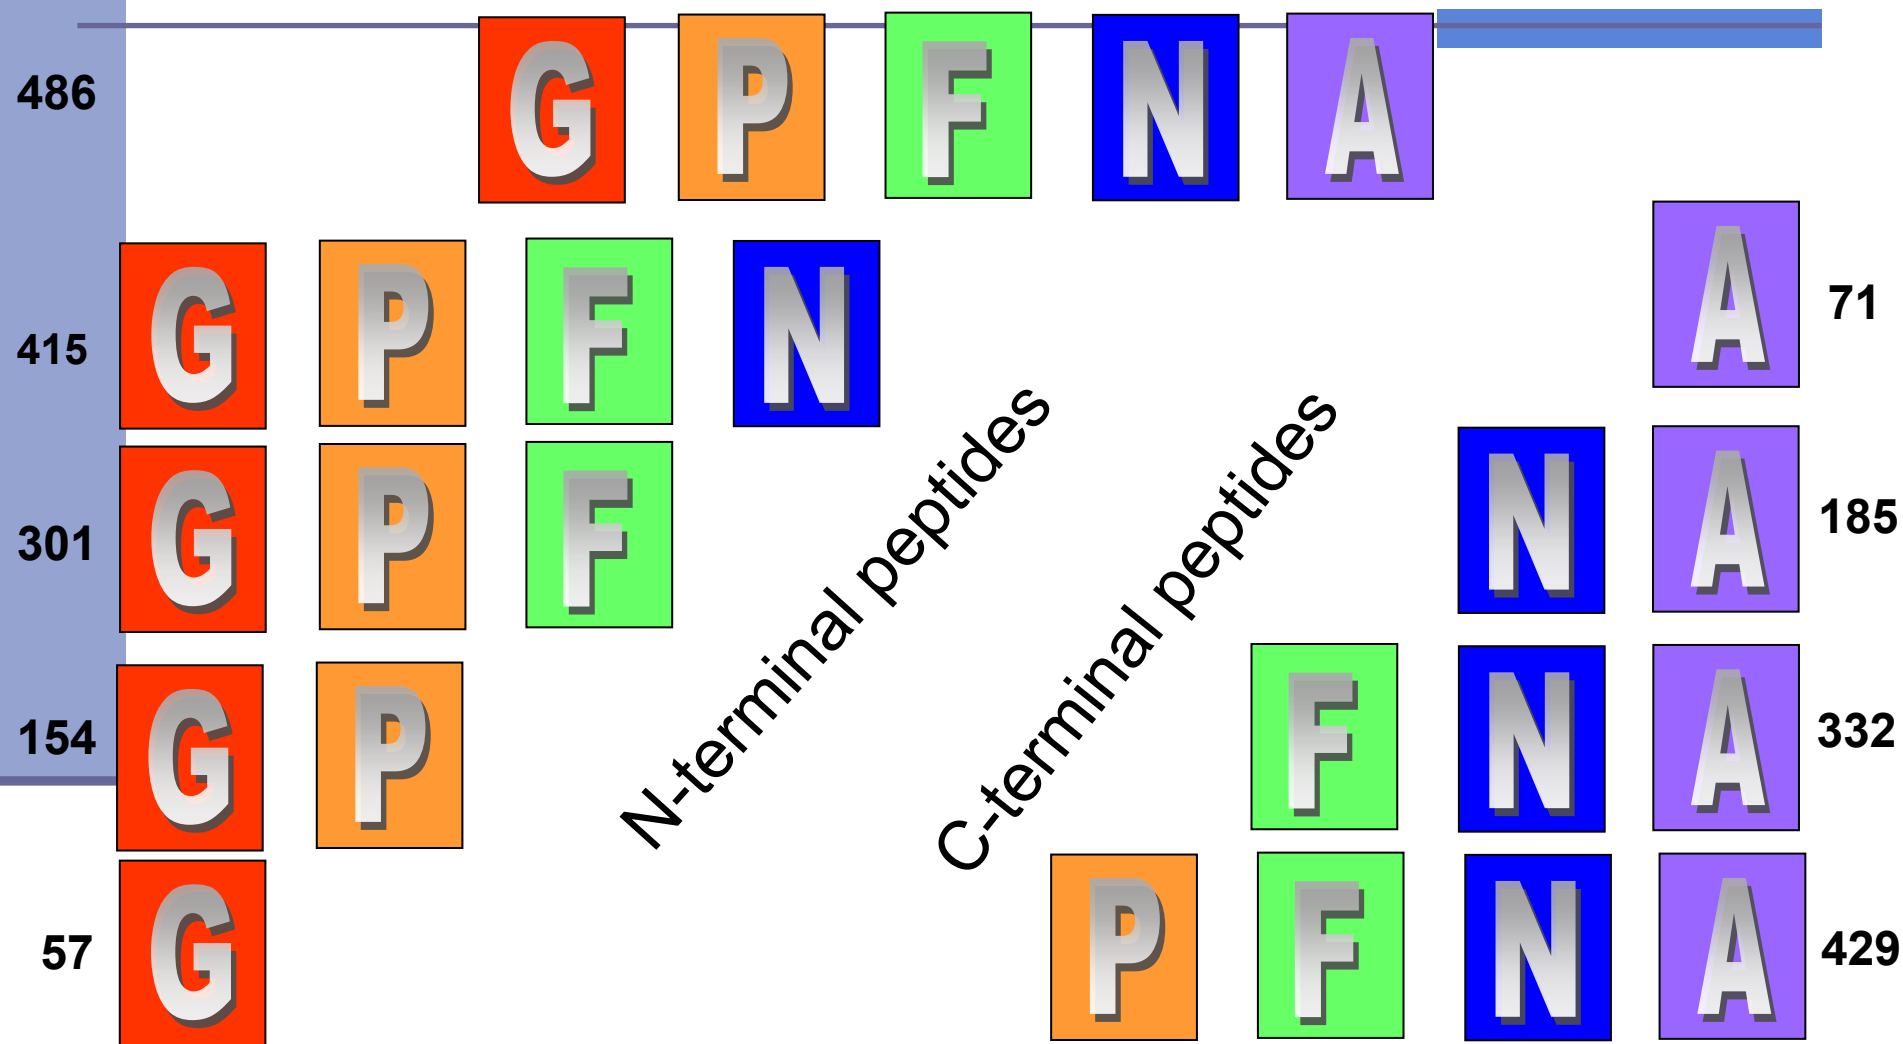 486 G P F N A
415 G P F N A 71
301 G P F N A 185
154 G P F N A 332
57 G P F N A 429
N-terminal peptides
C-terminal peptides